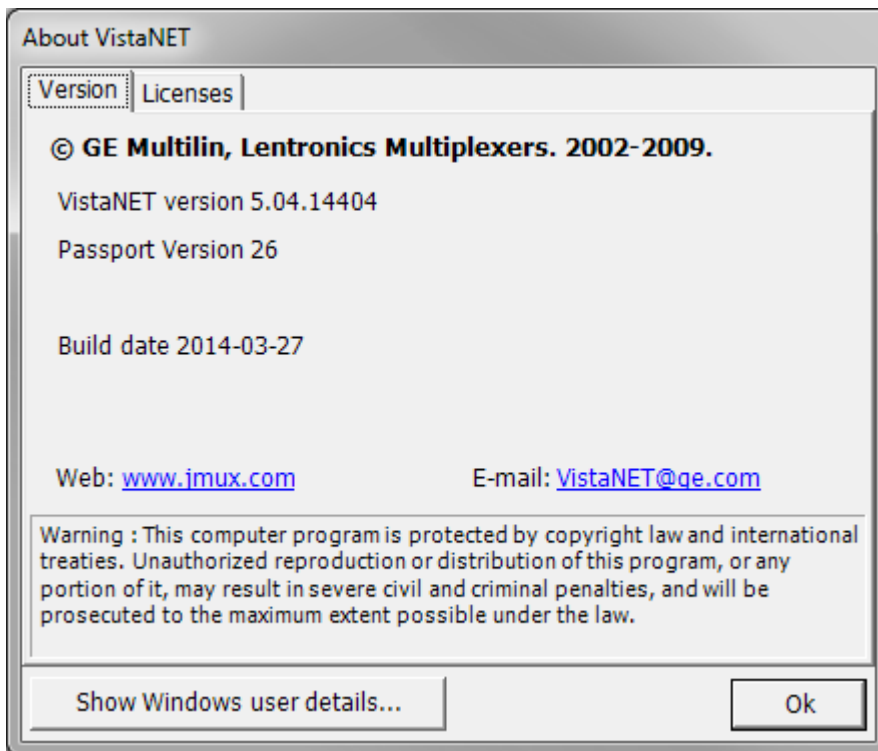 About VistaNET
Version
Licenses
© GE Multilin, Lentronics Multiplexers. 2002-2009.
VistaNET version 5.04.14404
Passport Version 26
Build date 2014-03-27
Web: www.jmux.com
E-mail: VistaNET@ge.com
Warning : This computer program is protected by copyright law and international
treaties. Unauthorized reproduction or distribution of this program, or any
portion of it, may result in severe civil and criminal penalties, and will be
prosecuted to the maximum extent possible under the law.
Show Windows user details...
Ok